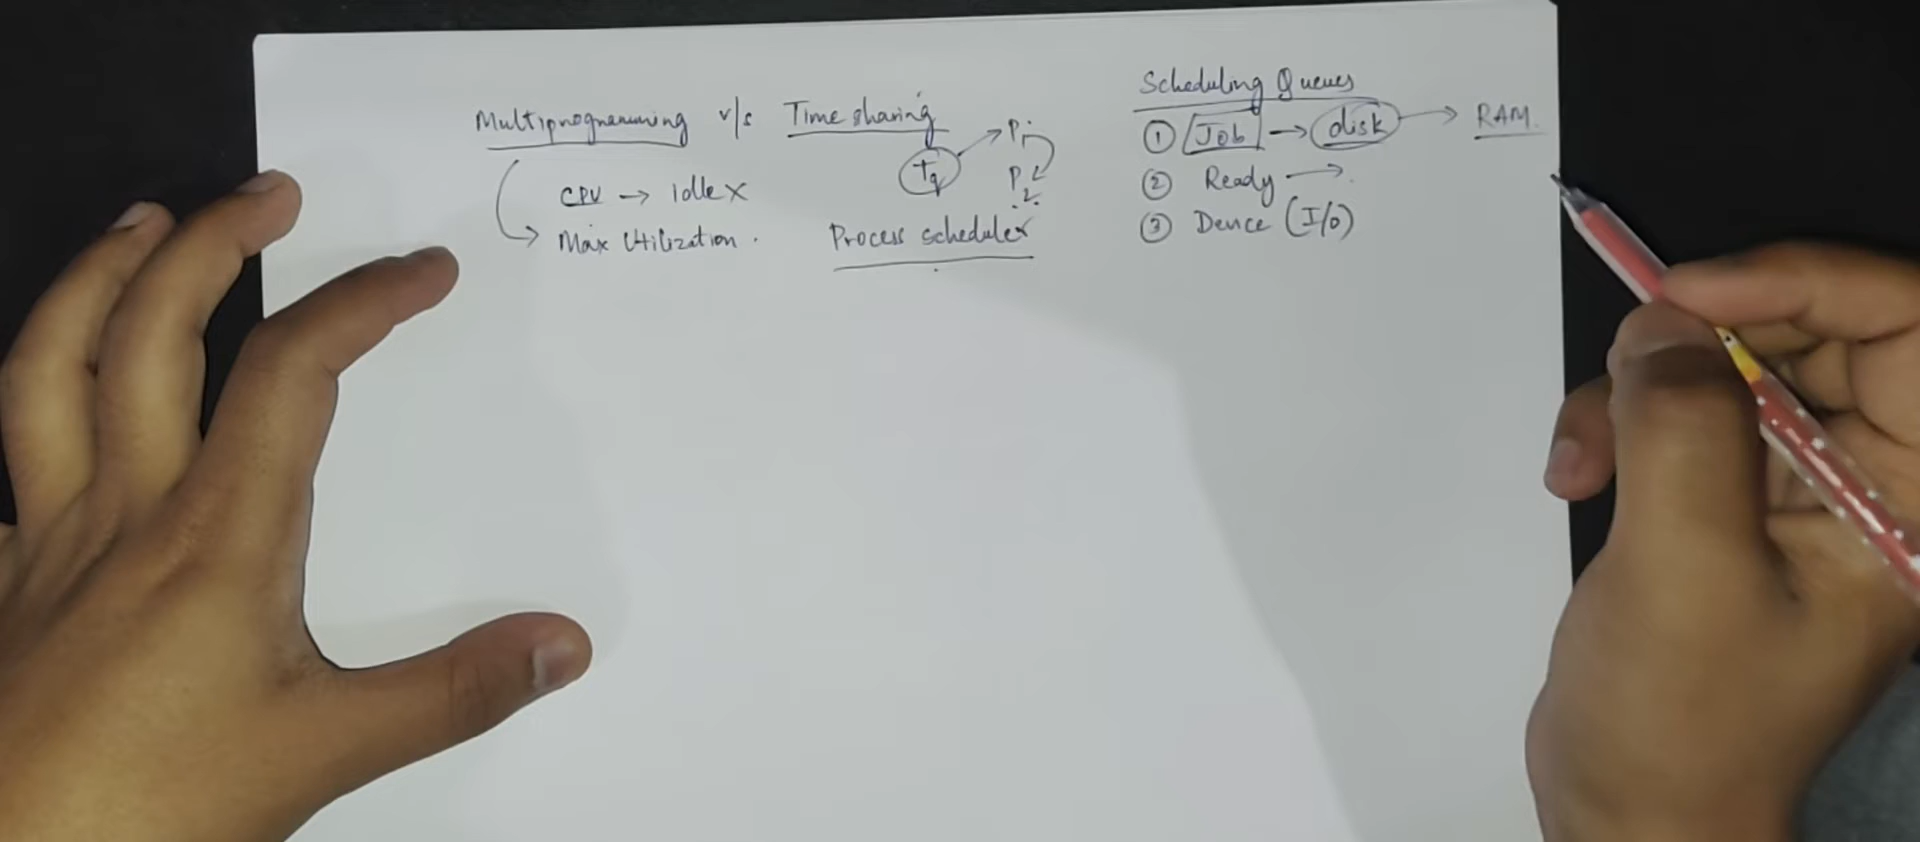 Multiprogramming v/s Time sharing
Tq → P1
P2
CPU → idle x
→ Max Utilization.
Process scheduler
Scheduling Queues
① Job → disk → RAM.
② Ready →
③ Device (I/O)